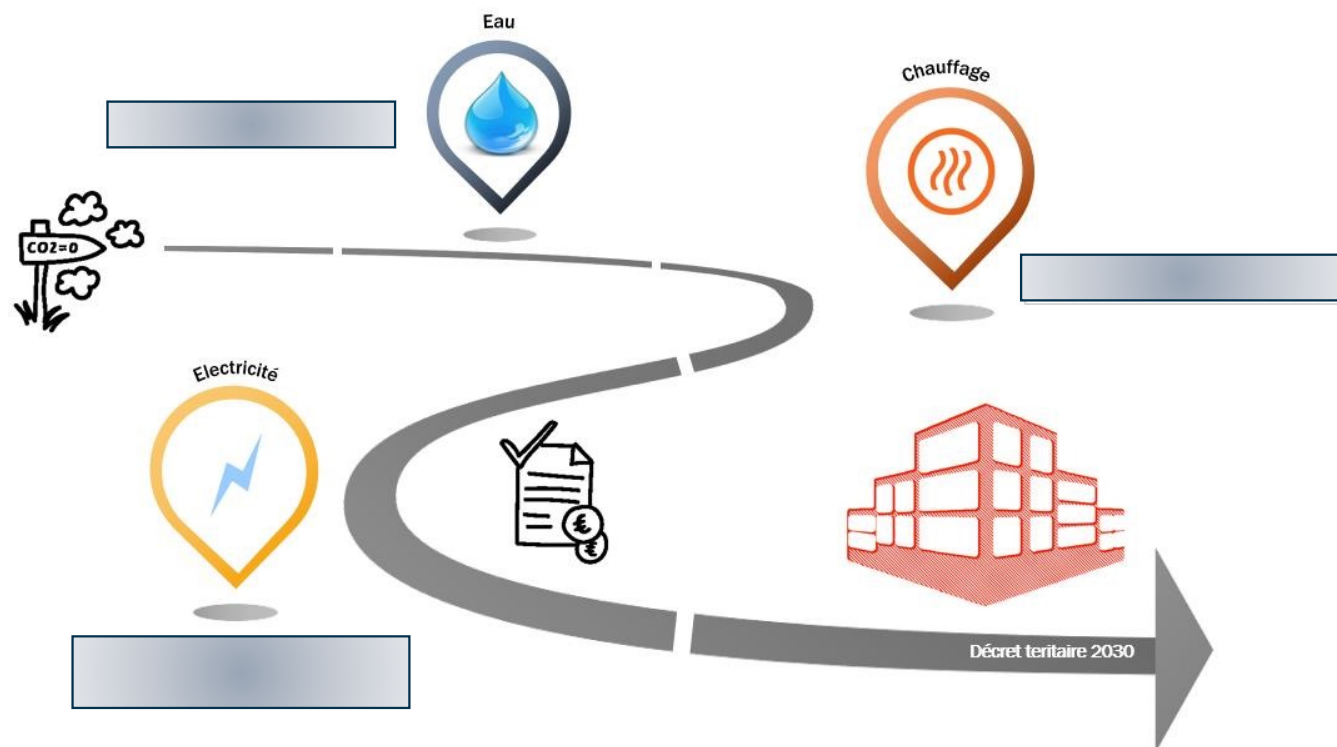 Eau
Chauffage
CO2=0
Electricité
Décret teritaire 2030